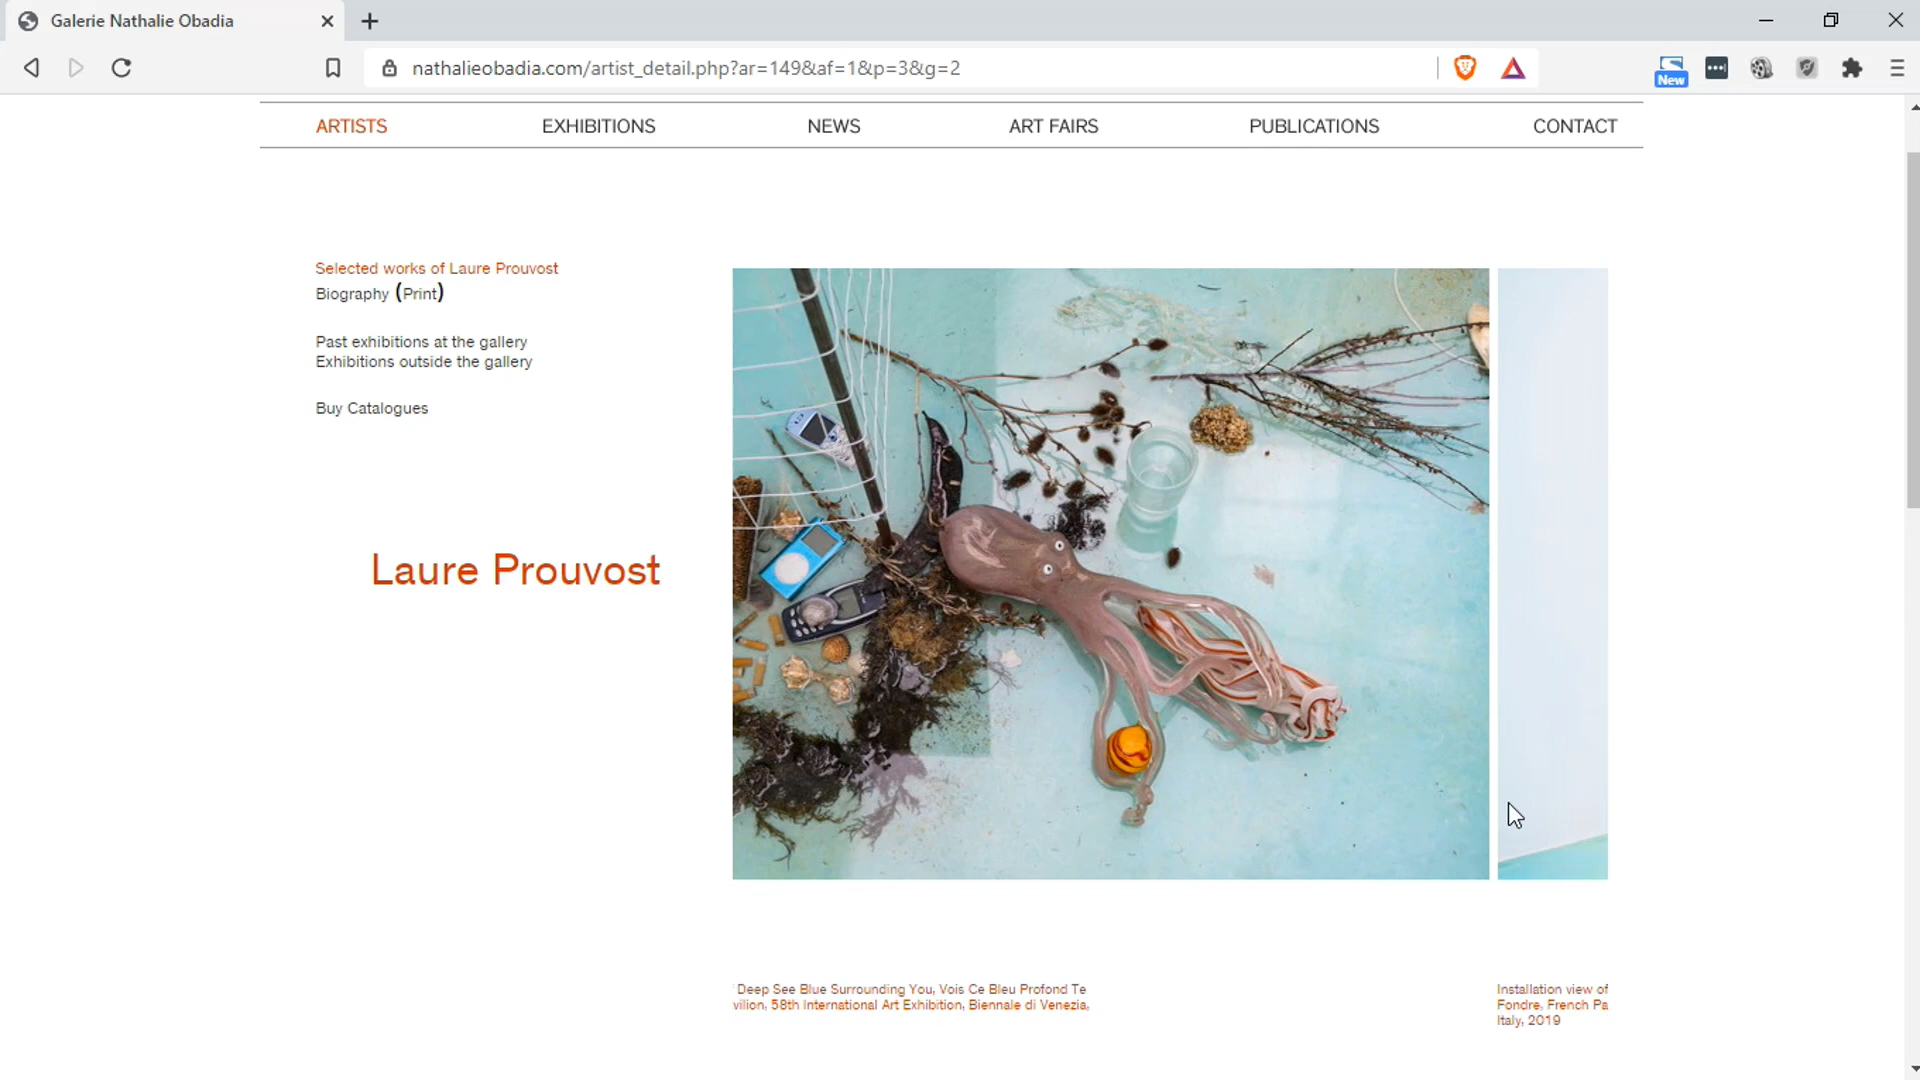 Galerie Nathalie Obadia
nathalieobadia.com/artist_detail.php?ar=149&af=1&p=3&g=2
New
ARTISTS
EXHIBITIONS
NEWS
ART FAIRS
PUBLICATIONS
CONTACT
Selected works of Laure Prouvost
Biography (Print)
Past exhibitions at the gallery
Exhibitions outside the gallery
Buy Catalogues
Laure Prouvost
Deep See Blue Surrounding You, Vois Ce Bleu Profond Te
vilion, 58th International Art Exhibition, Biennale di Venezia,
Installation view of
Fondre, French Pa
Italy, 2019